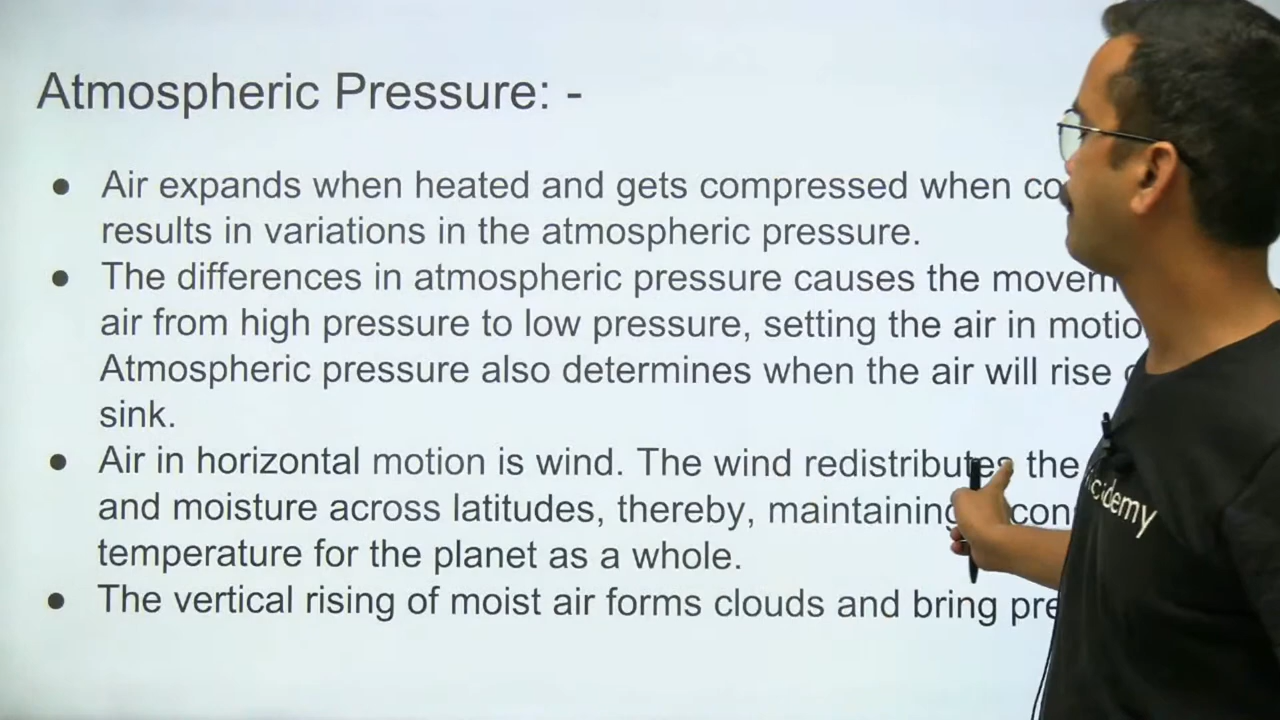 Atmospheric Pressure: -
● Air expands when heated and gets compressed when
results in variations in the atmospheric pressure.
● The differences in atmospheric pressure causes the
air from high pressure to low pressure, setting the air in
Atmospheric pressure also determines when the air will rise
sink.
● Air in horizontal motion is wind. The wind redistributes the
and moisture across latitudes, thereby, maintaining
temperature for the planet as a whole.
● The vertical rising of moist air forms clouds and bring